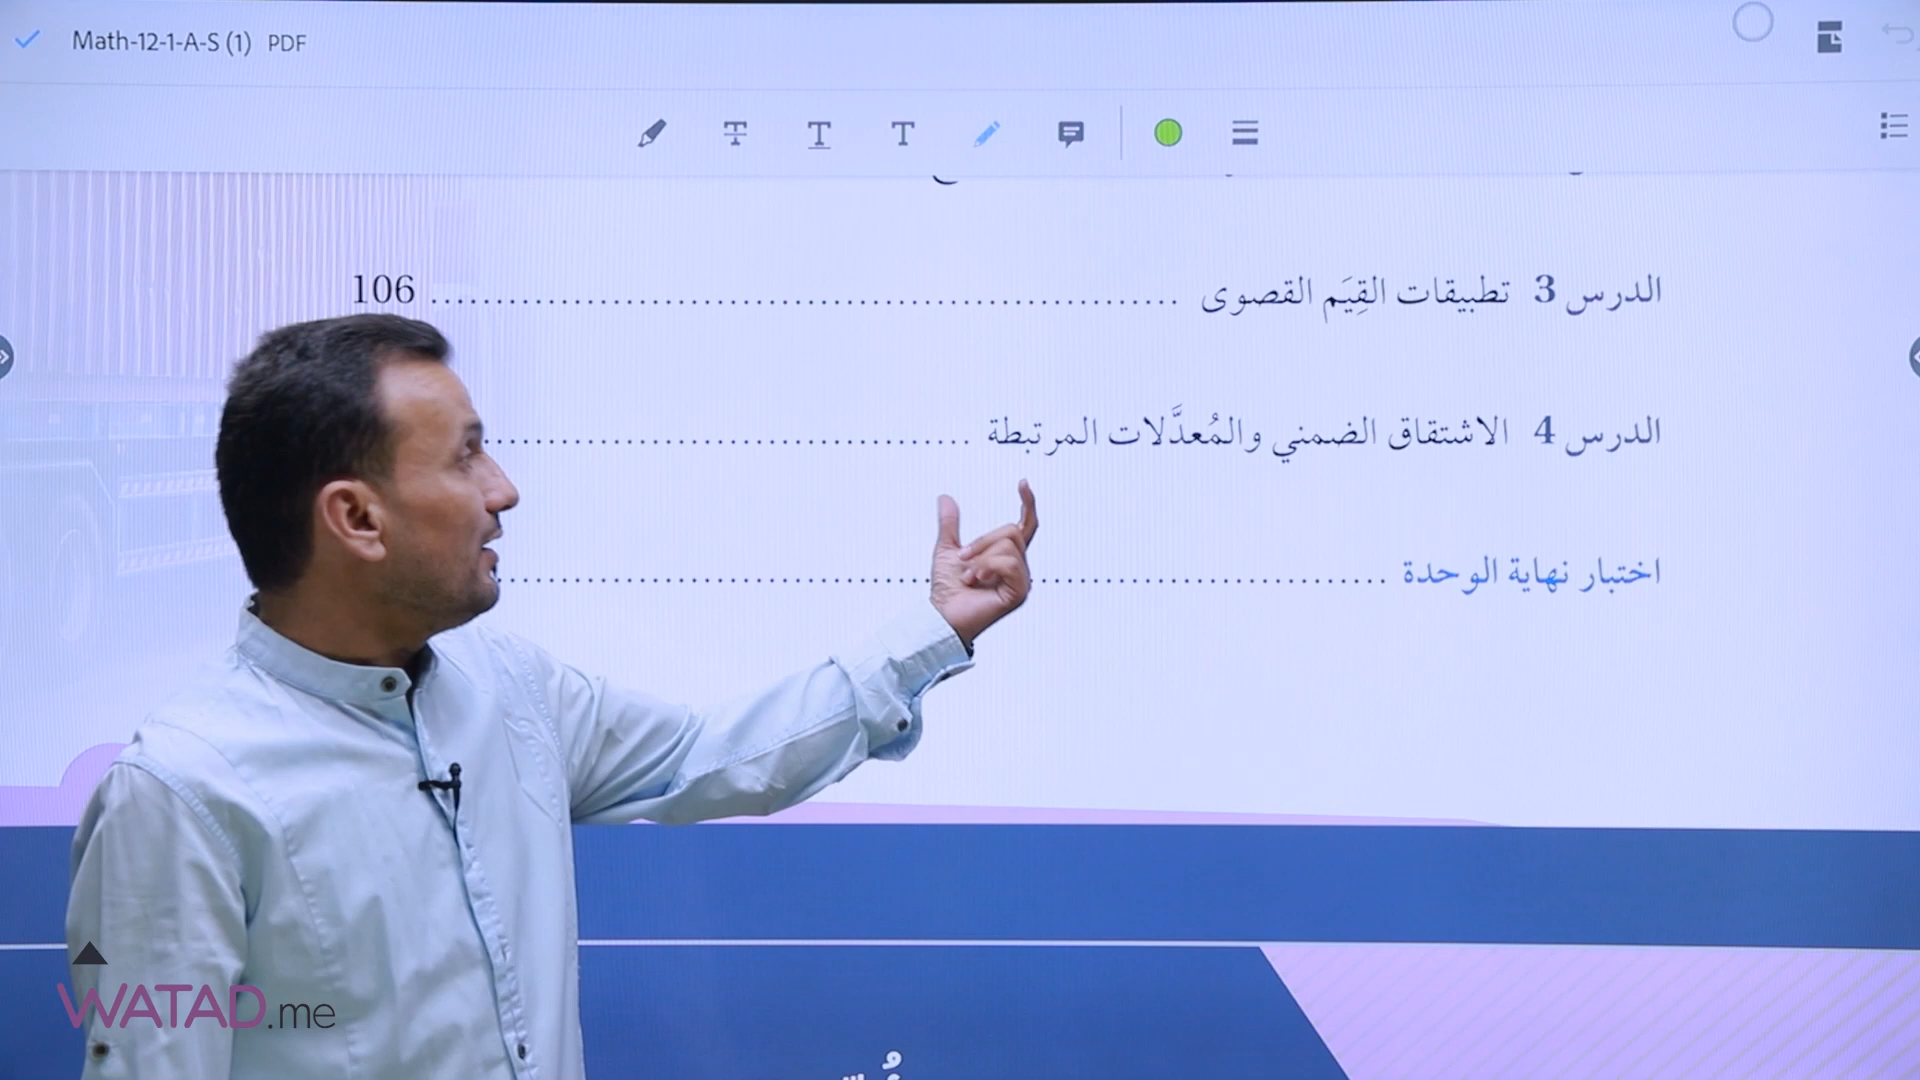 Math-12-1-A-S (1) PDF
الدرس 3 تطبيقات القِيَم القصوى ........................................................ 106
الدرس 4 الاشتقاق الضمني والمُعدَّلات المرتبطة ........................................
اختبار نهاية الوحدة ........................................................
WATAD.me